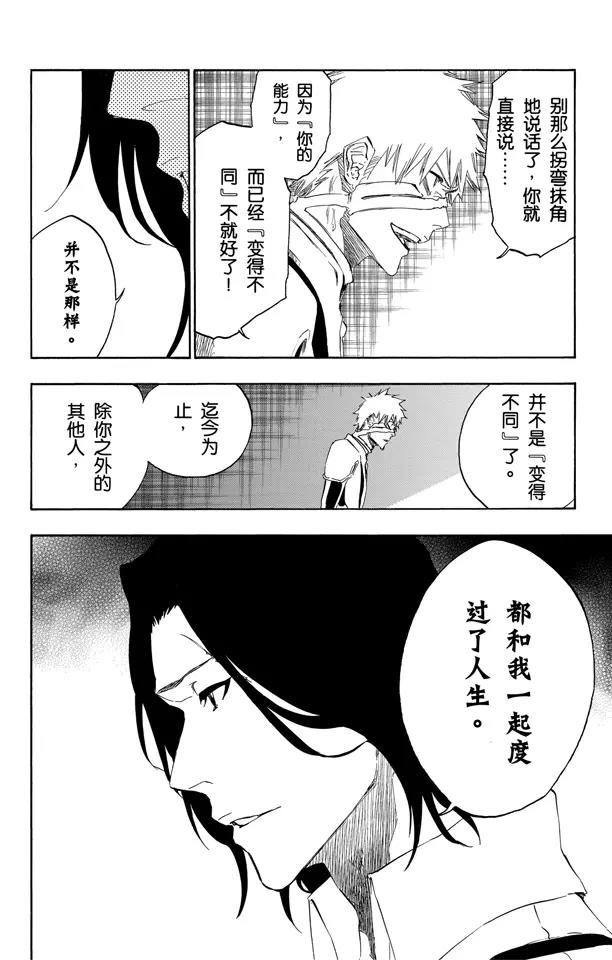 别那么拐弯抹角
地说话了，你就
直接说……
因为『你的
能力』，
而已经『变得不
同』不就好了！
并不是那样。
并不是『变得
不同』了。
迄今为
止，
除你之外的
其他人，
都和我一起度
过了人生。